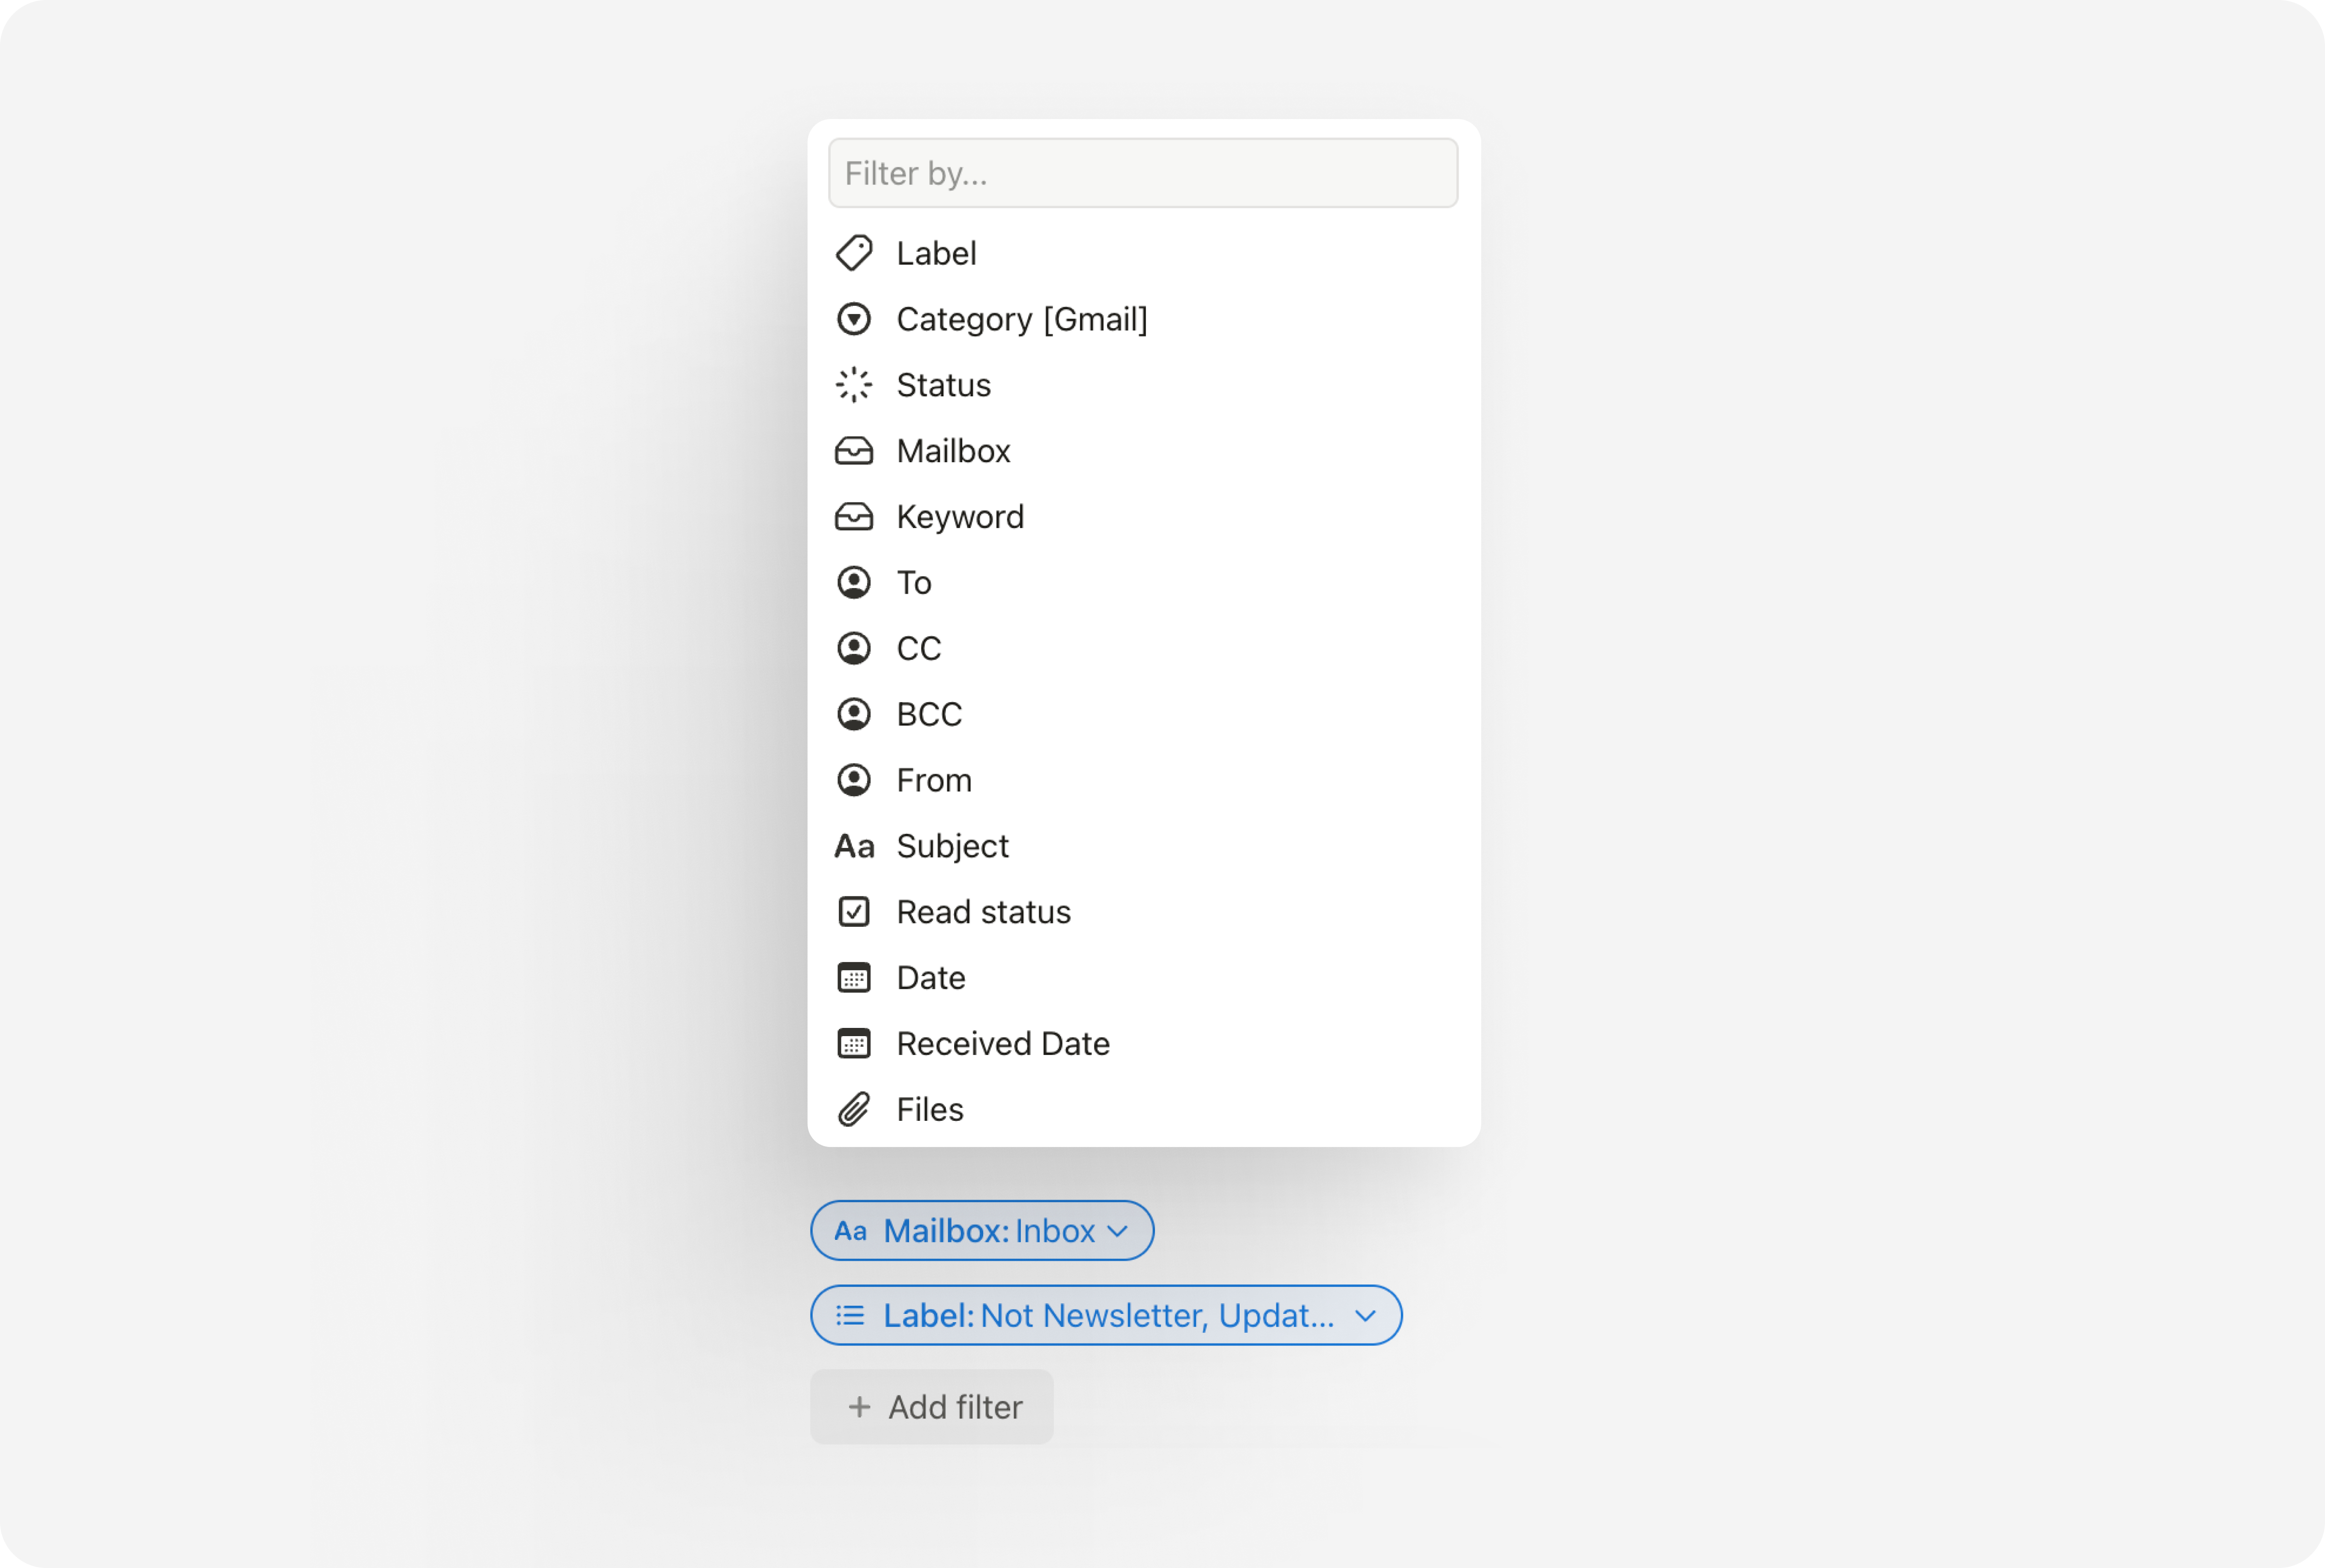 Filter by...
Label
Category [Gmail]
Status
Mailbox
Keyword
To
CC
BCC
From
Aa Subject
Read status
Date
Received Date
Files
Aa Mailbox: Inbox
Label: Not Newsletter, Updat...
+ Add filter